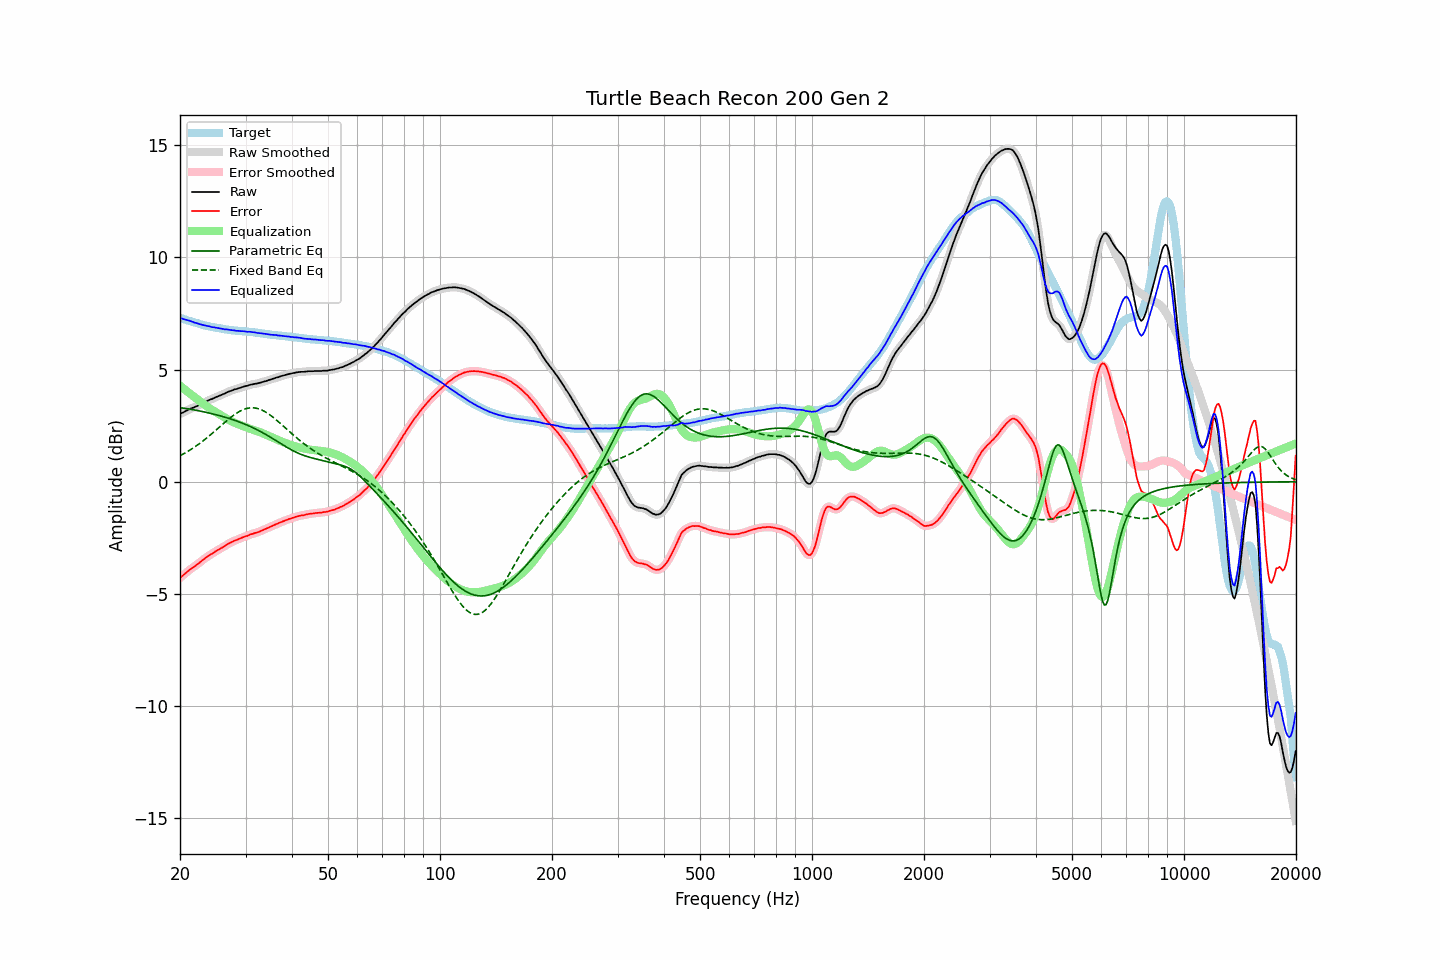 Turtle Beach Recon 200 Gen 2
Target
Raw Smoothed
Error Smoothed
Raw
Error
Equalization
Parametric Eq
Fixed Band Eq
Equalized
Amplitude (dBr)
15
10
5
0
−5
−10
−15
20 50 100 200 500 1000 2000 5000 10000 20000
Frequency (Hz)